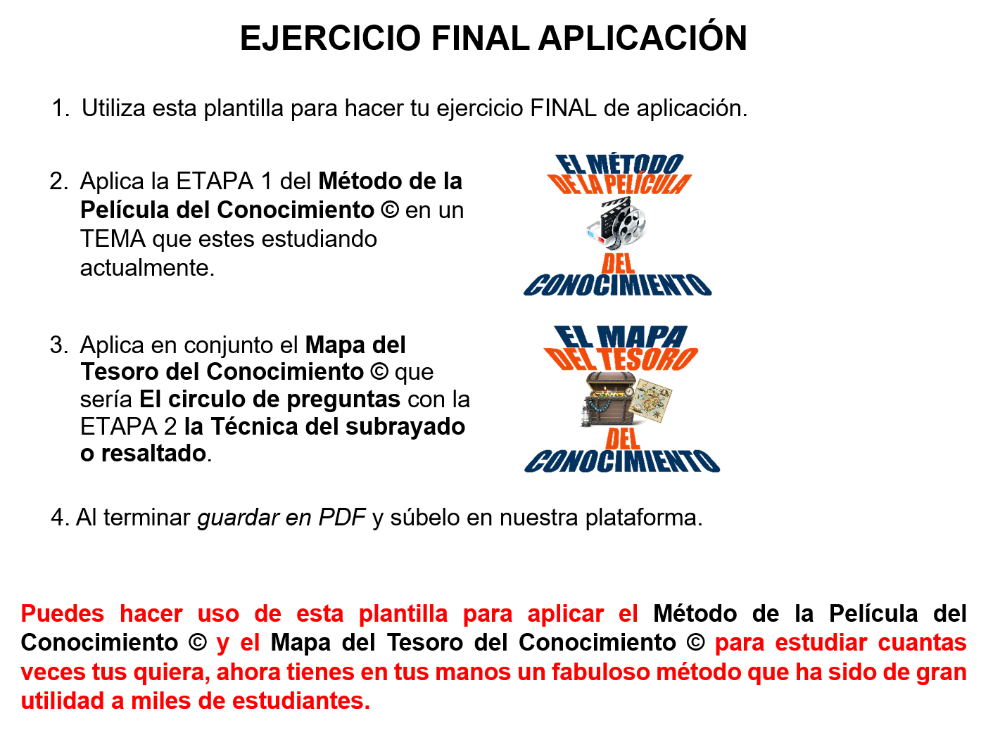 EJERCICIO FINAL APLICACIÓN
1. Utiliza esta plantilla para hacer tu ejercicio FINAL de aplicación.
2. Aplica la ETAPA 1 del Método de la
Película del Conocimiento © en un
TEMA que estes estudiando
actualmente.
EL MÉTODO
DE LA PELÍCULA
DEL
CONOCIMIENTO
3. Aplica en conjunto el Mapa del
Tesoro del Conocimiento © que
sería El circulo de preguntas con la
ETAPA 2 la Técnica del subrayado
o resaltado.
EL MAPA
DEL TESORO
DEL
CONOCIMIENTO
4. Al terminar guardar en PDF y súbelo en nuestra plataforma.
Puedes hacer uso de esta plantilla para aplicar el Método de la Película del
Conocimiento © y el Mapa del Tesoro del Conocimiento © para estudiar cuantas
veces tus quiera, ahora tienes en tus manos un fabuloso método que ha sido de gran
utilidad a miles de estudiantes.